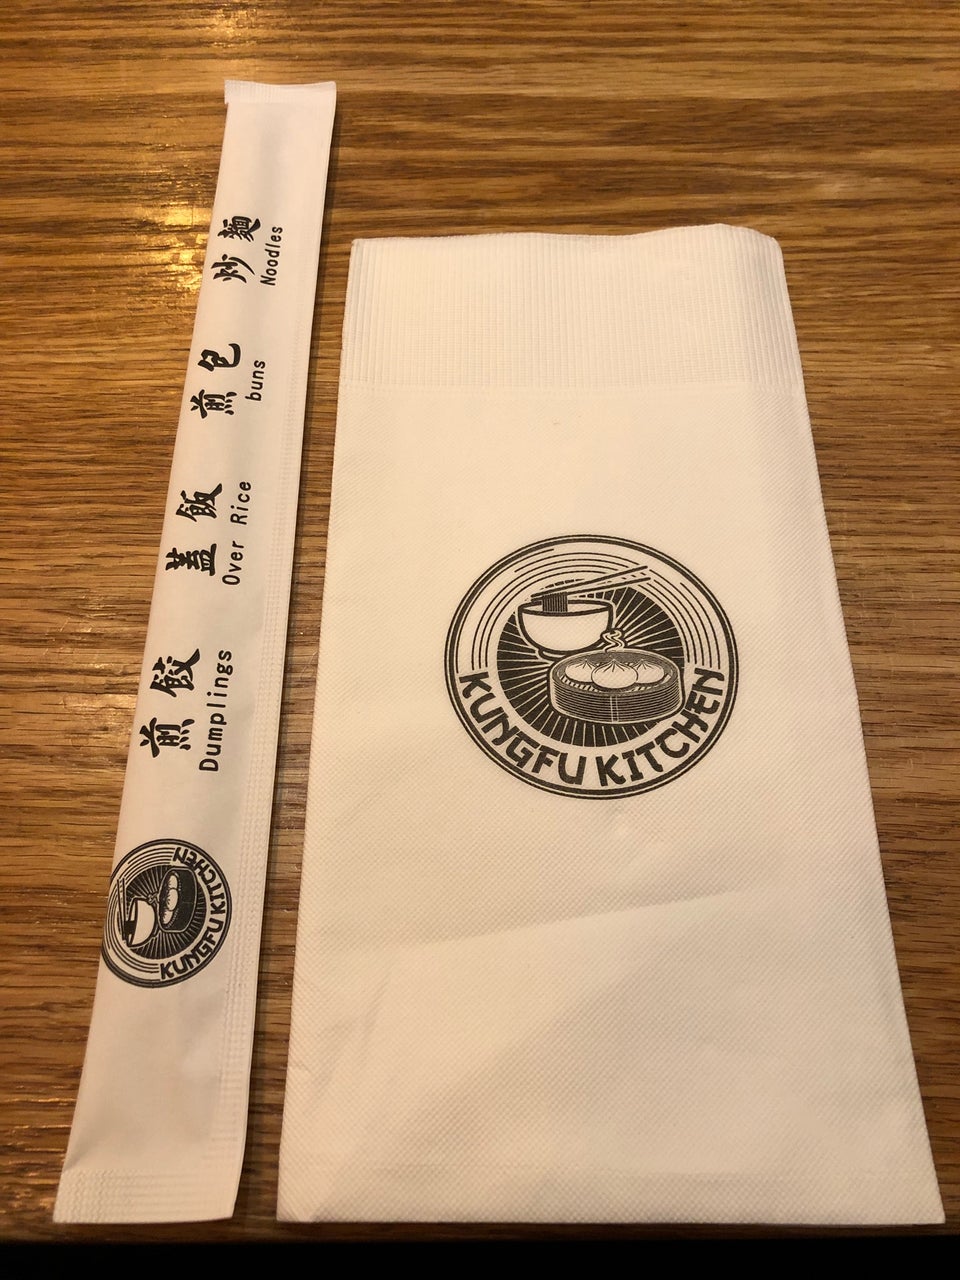 煎餃
Dumplings
蓋飯
Over Rice
煎包
buns
炒麵
Noodles
KUNGFU KITCHEN
KUNGFU KITCHEN